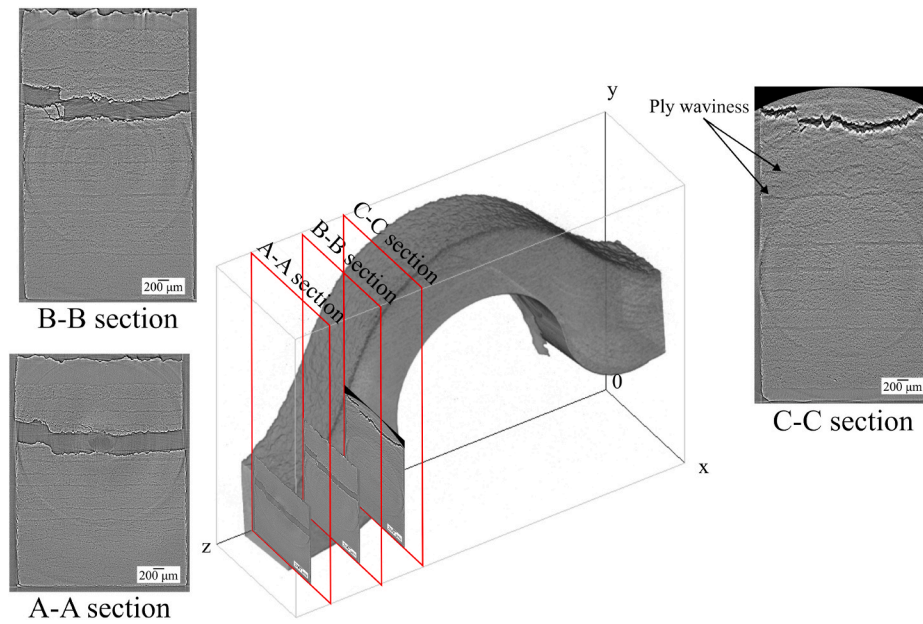 200 μm
B-B section
200 μm
A-A section
A-A section
B-B section
C-C section
y
0
x
z
Ply waviness
200 μm
C-C section